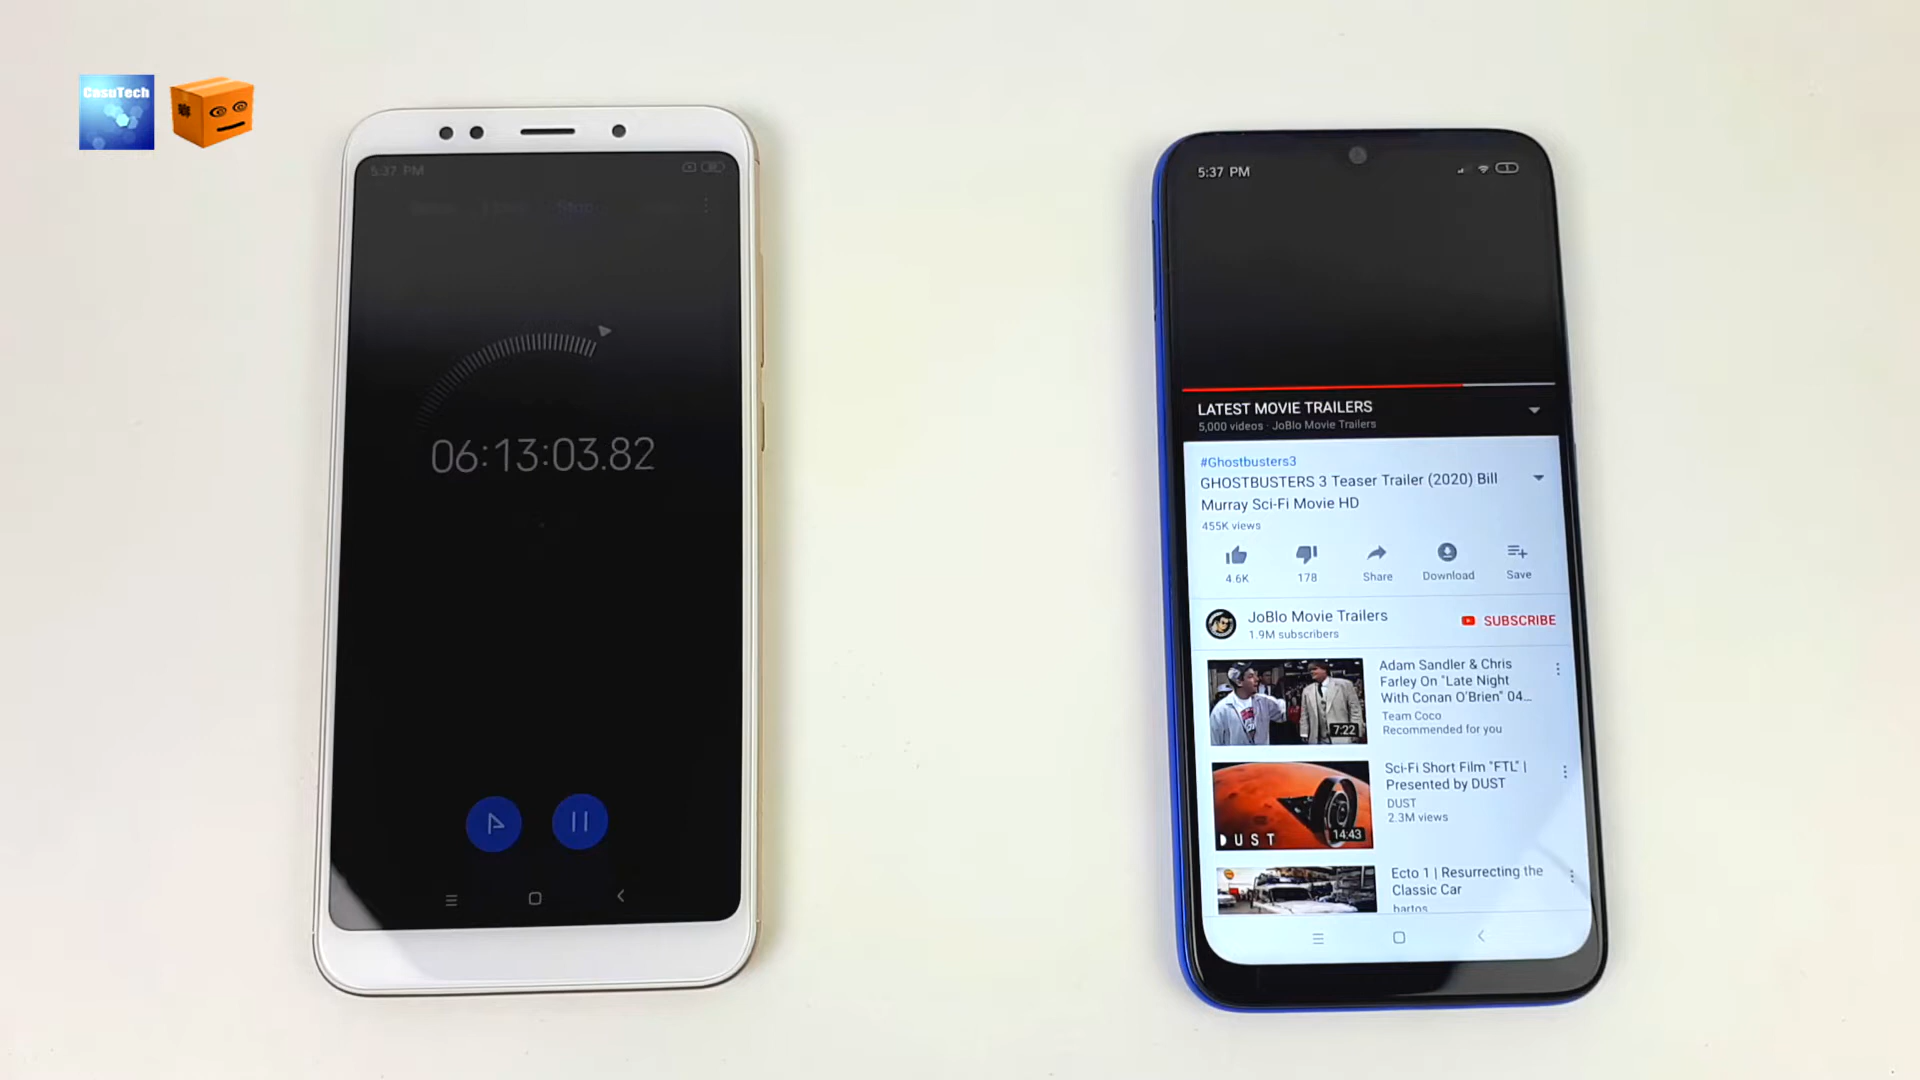 CasuTech
5:37 PM
06:13:03.82
5:37 PM
LATEST MOVIE TRAILERS
5,000 videos · JoBlo Movie Trailers
#Ghostbusters3
GHOSTBUSTERS 3 Teaser Trailer (2020) Bill
Murray Sci-Fi Movie HD
455K views
4.6K
178
Share
Download
Save
JoBlo Movie Trailers
1.9M subscribers
SUBSCRIBE
Adam Sandler & Chris
Farley On "Late Night
With Conan O'Brien" 04...
Team Coco
Recommended for you
7:22
Sci-Fi Short Film "FTL" |
Presented by DUST
DUST
2.3M views
DUST
14:43
Ecto 1 | Resurrecting the
Classic Car
bartos